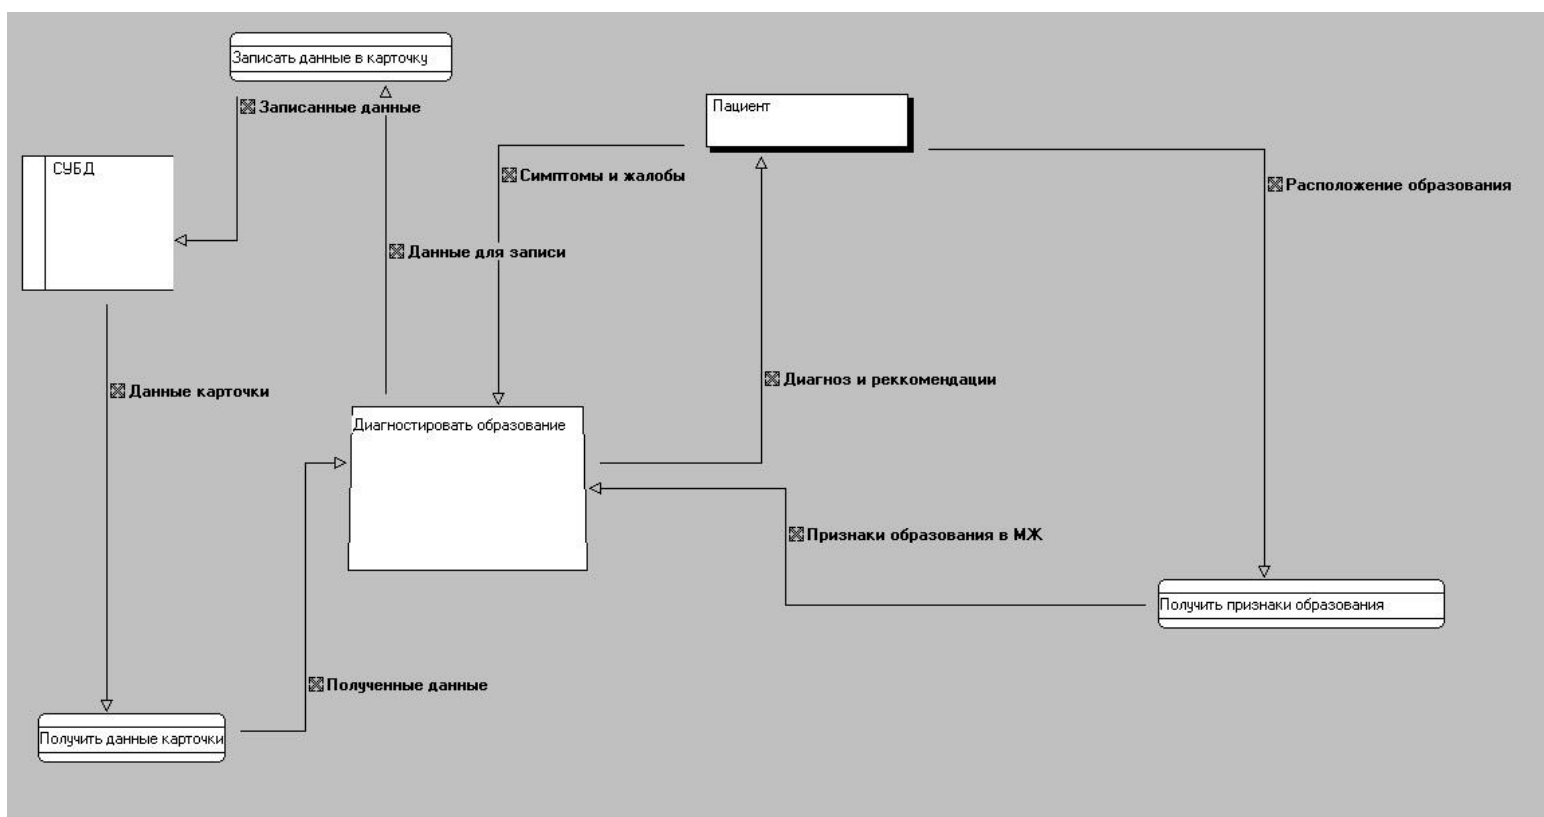 Записать данные в карточку
Записанные данные
Пациент
СУБД
Симптомы и жалобы
Расположение образования
Данные для записи
Диагноз и реккомендации
Данные карточки
Диагностировать образование
Признаки образования в МЖ
Получить признаки образования
Полученные данные
Получить данные карточки